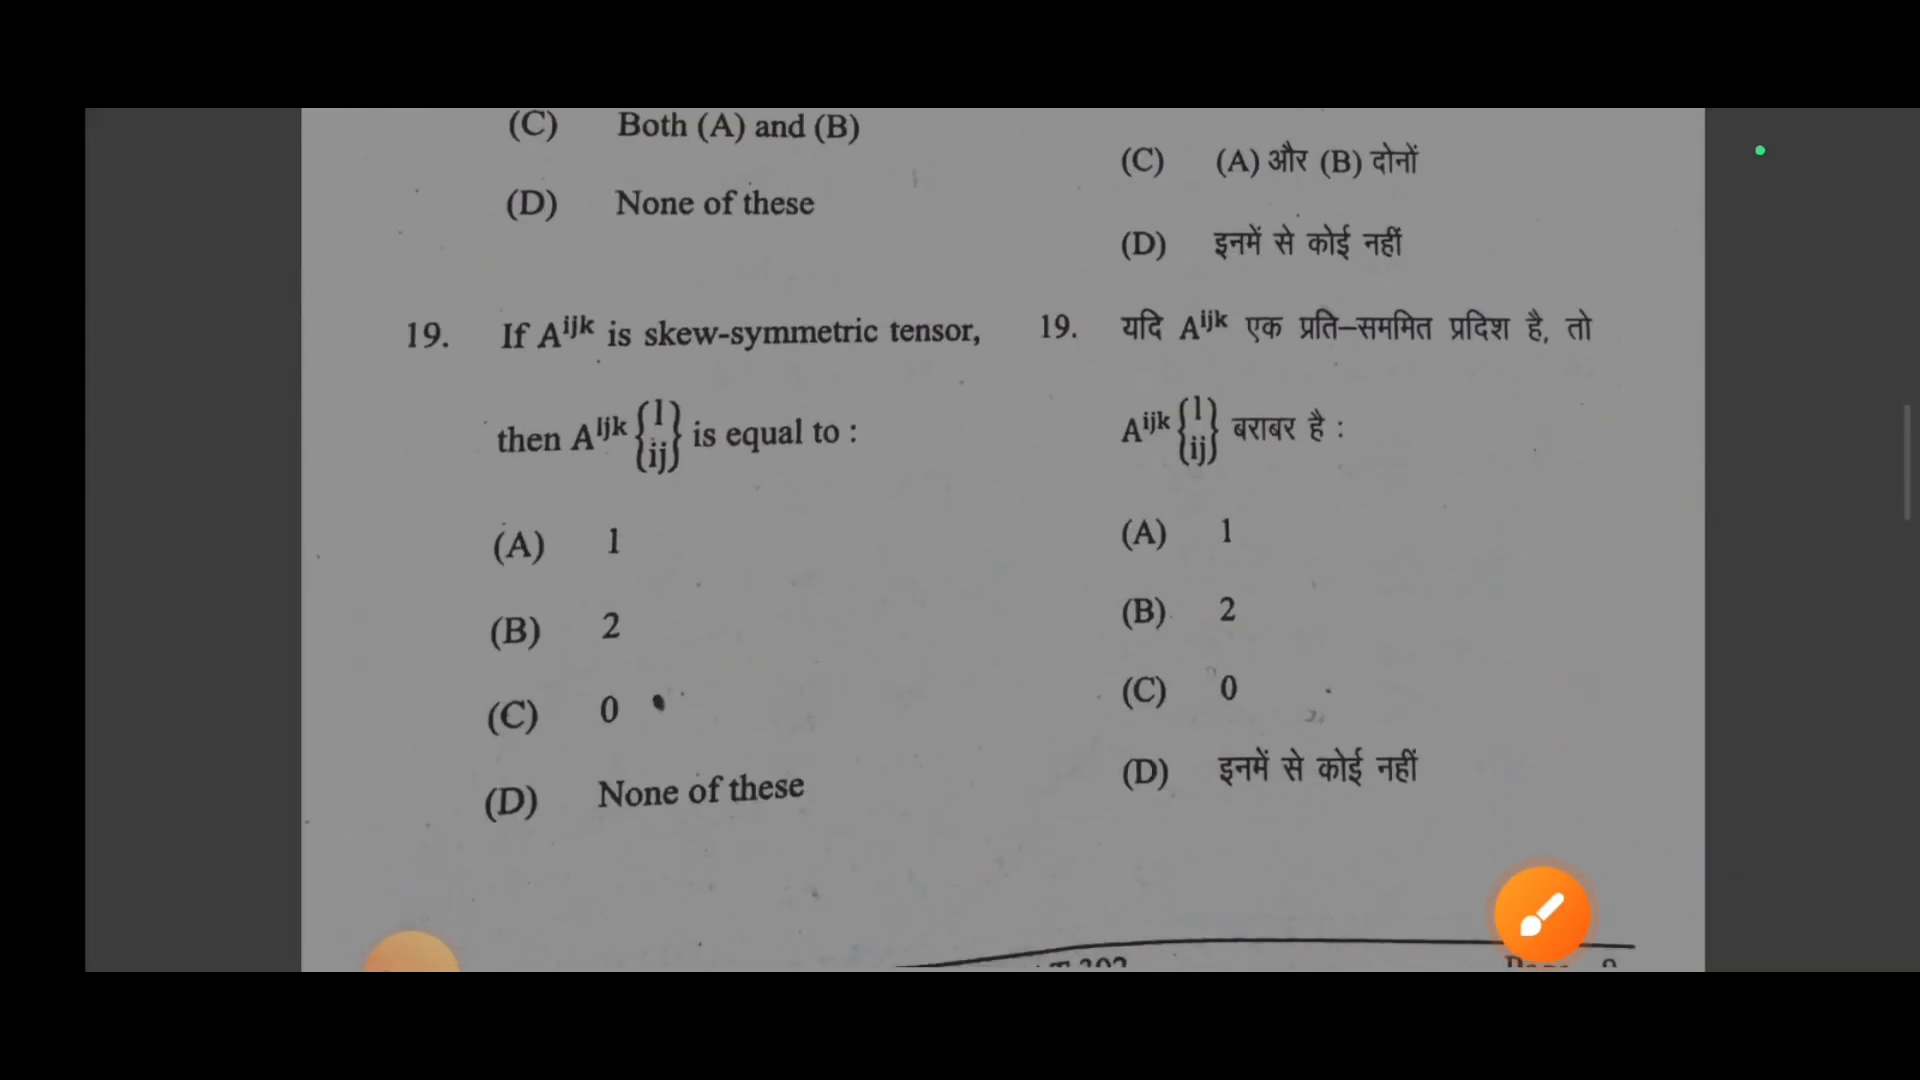 (C) Both (A) and (B)
(D) None of these
19. If A^ijk is skew-symmetric tensor,
then A^ijk {l ij} is equal to :
(A) 1
(B) 2
(C) 0
(D) None of these
(C) (A) और (B) दोनों
(D) इनमें से कोई नहीं
19. यदि A^ijk एक प्रति–सममित प्रदिश है, तो
A^ijk {l ij} बराबर है :
(A) 1
(B) 2
(C) 0
(D) इनमें से कोई नहीं